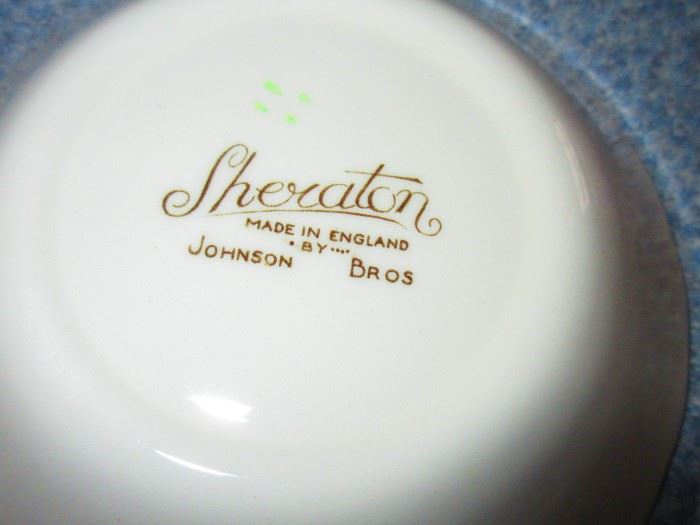 Sheraton
MADE IN ENGLAND
• BY ••••
JOHNSON BROS